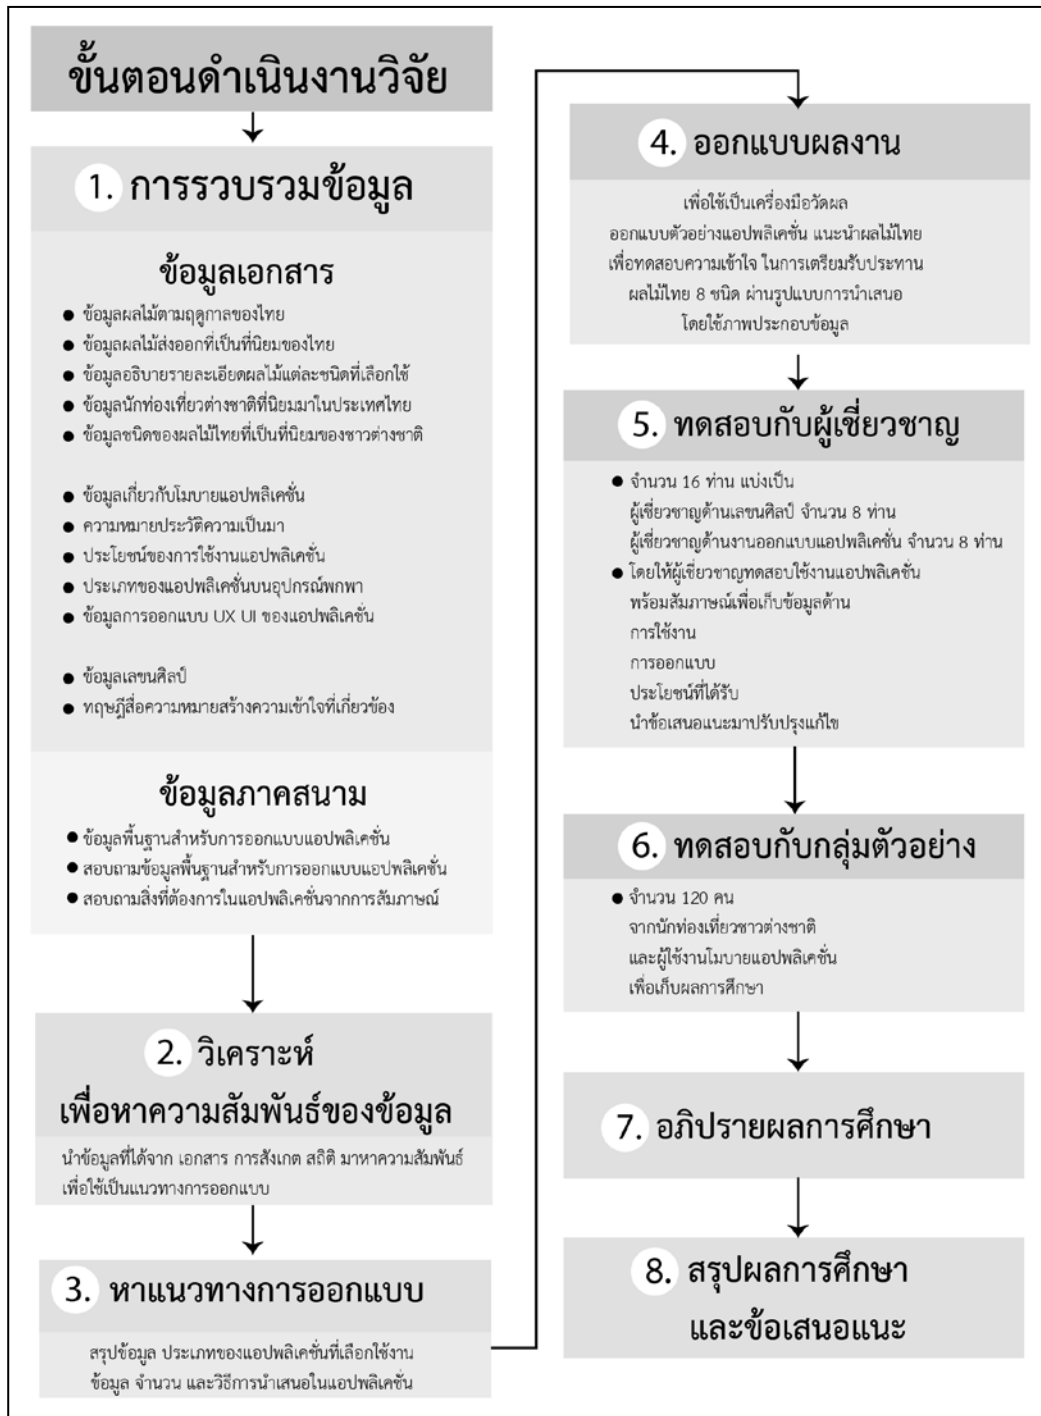 ขั้นตอนดำเนินงานวิจัย
1. การรวบรวมข้อมูล
ข้อมูลเอกสาร
● ข้อมูลผลไม้ตามฤดูกาลของไทย
● ข้อมูลผลไม้ส่งออกที่เป็นที่นิยมของไทย
● ข้อมูลอธิบายรายละเอียดผลไม้แต่ละชนิดที่เลือกใช้
● ข้อมูลนักท่องเที่ยวต่างชาติที่นิยมมาในประเทศไทย
● ข้อมูลชนิดของผลไม้ไทยที่เป็นที่นิยมของชาวต่างชาติ
● ข้อมูลเกี่ยวกับโมบายแอปพลิเคชั่น
● ความหมายประวัติความเป็นมา
● ประโยชน์ของการใช้งานแอปพลิเคชั่น
● ประเภทของแอปพลิเคชั่นบนอุปกรณ์พกพา
● ข้อมูลการออกแบบ UX UI ของแอปพลิเคชั่น
● ข้อมูลเลขนศิลป์
● ทฤษฎีสื่อความหมายสร้างความเข้าใจที่เกี่ยวข้อง
ข้อมูลภาคสนาม
● ข้อมูลพื้นฐานสำหรับการออกแบบแอปพลิเคชั่น
● สอบถามข้อมูลพื้นฐานสำหรับการออกแบบแอปพลิเคชั่น
● สอบถามสิ่งที่ต้องการในแอปพลิเคชั่นจากการสัมภาษณ์
2. วิเคราะห์
เพื่อหาความสัมพันธ์ของข้อมูล
นำข้อมูลที่ได้จาก เอกสาร การสังเกต สถิติ มาหาความสัมพันธ์
เพื่อใช้เป็นแนวทางการออกแบบ
3. หาแนวทางการออกแบบ
สรุปข้อมูล ประเภทของแอปพลิเคชั่นที่เลือกใช้งาน
ข้อมูล จำนวน และวิธีการนำเสนอในแอปพลิเคชั่น
4. ออกแบบผลงาน
เพื่อใช้เป็นเครื่องมือวัดผล
ออกแบบตัวอย่างแอปพลิเคชั่น แนะนำผลไม้ไทย
เพื่อทดสอบความเข้าใจ ในการเตรียมรับประทาน
ผลไม้ไทย 8 ชนิด ผ่านรูปแบบการนำเสนอ
โดยใช้ภาพประกอบข้อมูล
5. ทดสอบกับผู้เชี่ยวชาญ
● จำนวน 16 ท่าน แบ่งเป็น
ผู้เชี่ยวชาญด้านเลขนศิลป์ จำนวน 8 ท่าน
ผู้เชี่ยวชาญด้านงานออกแบบแอปพลิเคชั่น จำนวน 8 ท่าน
● โดยให้ผู้เชี่ยวชาญทดสอบใช้งานแอปพลิเคชั่น
พร้อมสัมภาษณ์เพื่อเก็บข้อมูลด้าน
การใช้งาน
การออกแบบ
ประโยชน์ที่ได้รับ
นำข้อเสนอแนะมาปรับปรุงแก้ไข
6. ทดสอบกับกลุ่มตัวอย่าง
● จำนวน 120 คน
จากนักท่องเที่ยวชาวต่างชาติ
และผู้ใช้งานโมบายแอปพลิเคชั่น
เพื่อเก็บผลการศึกษา
7. อภิปรายผลการศึกษา
8. สรุปผลการศึกษา
และข้อเสนอแนะ